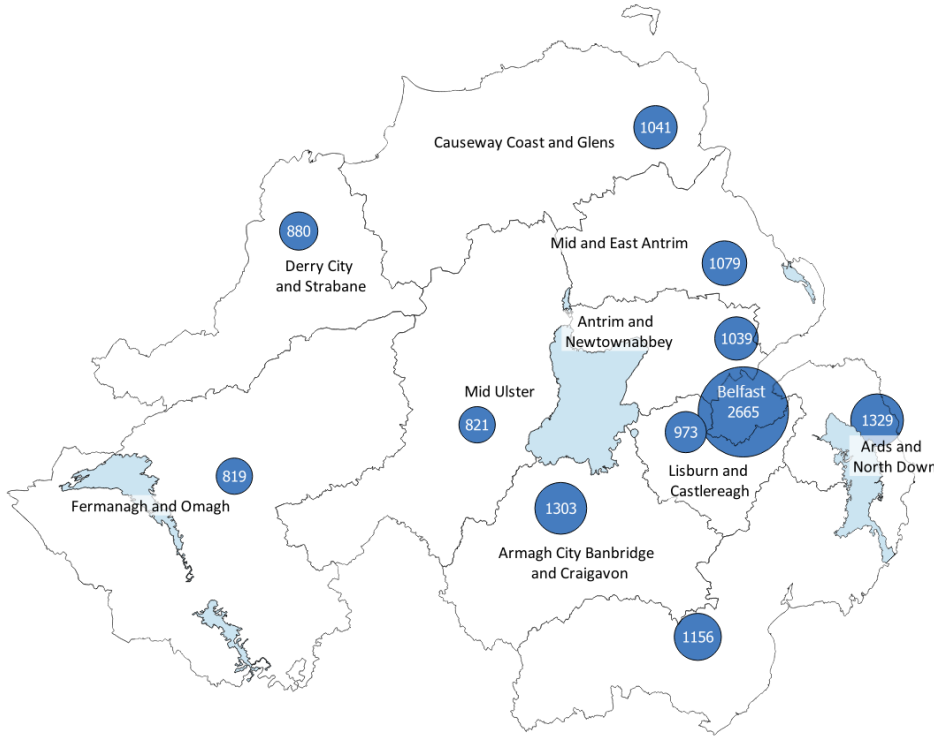 1041
Causeway Coast and Glens
880
Derry City
and Strabane
Mid and East Antrim
1079
Antrim and
Newtownabbey
1039
Mid Ulster
821
Belfast
2665
973
Lisburn and
Castlereagh
1329
Ards and
North Down
819
Fermanagh and Omagh
1303
Armagh City Banbridge
and Craigavon
1156